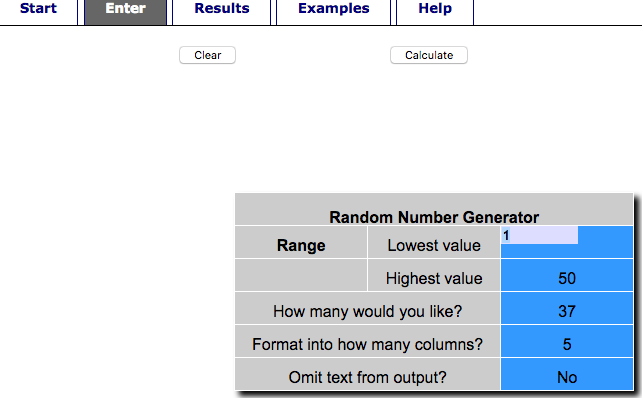 Start Enter Results Examples Help
Clear Calculate
Random Number Generator
Range Lowest value 1
Highest value 50
How many would you like? 37
Format into how many columns? 5
Omit text from output? No